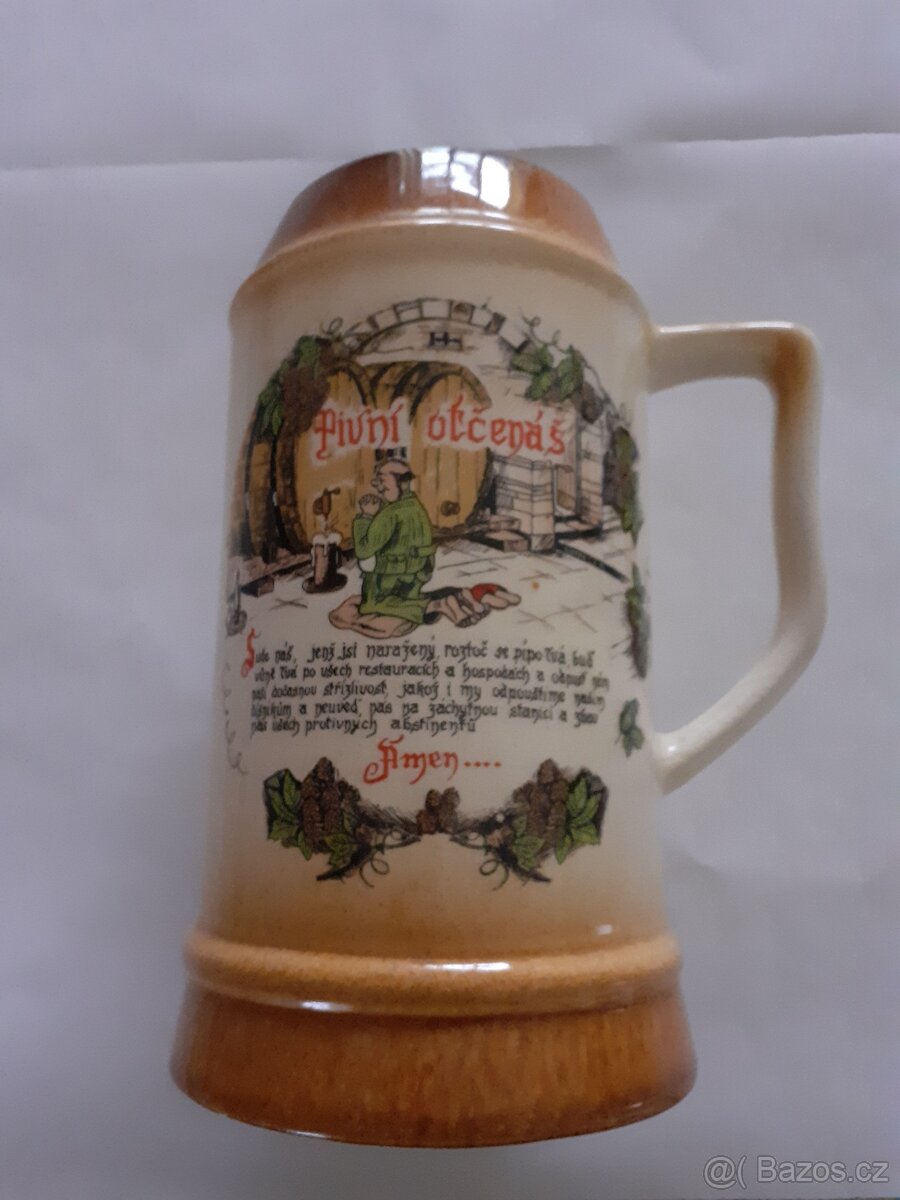 Pivní otčenáš
Sude náš, jenž jsi naražený, roztoč se pípo tvá, buď
vůně tvá po všech restauracích a hospodách a odpusť nám
naši dočasnou střízlivost, jakož i my odpouštíme našim
a neuveď nás na záchytnou stanici a zbav
nás všech protivných abstinentů
Amen....
@( Bazos.cz